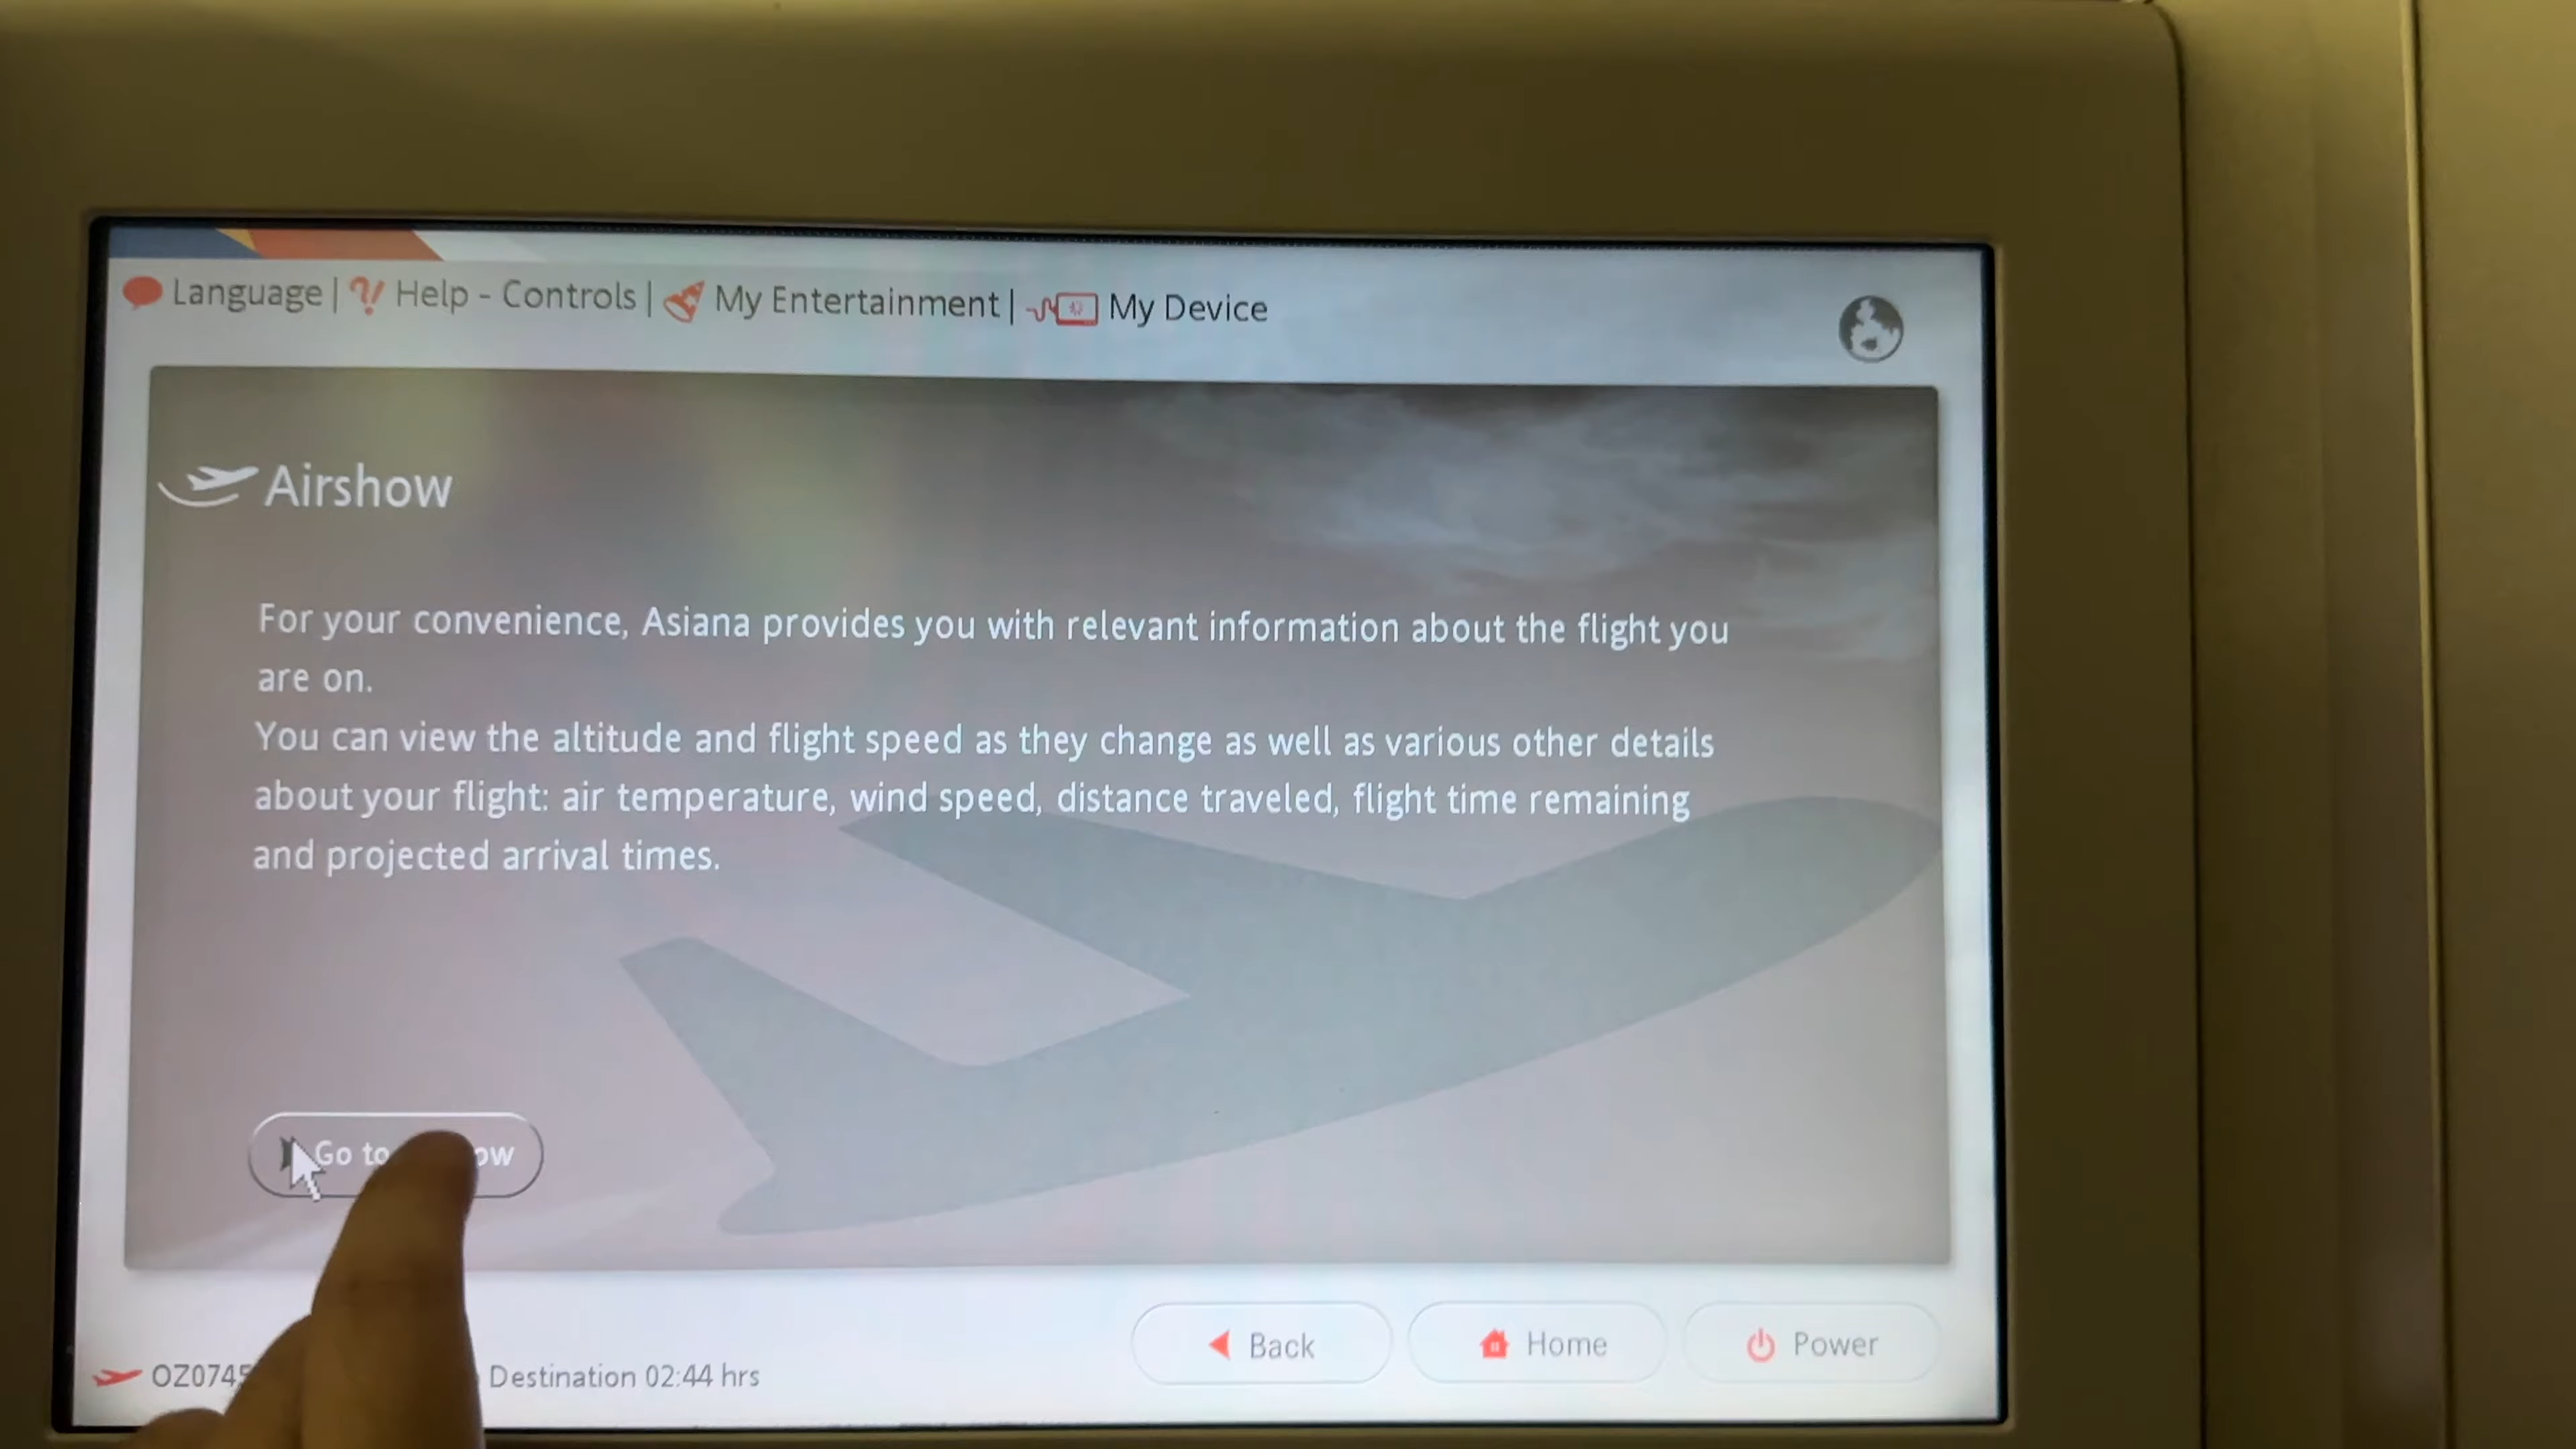 Language | Help - Controls | My Entertainment | My Device
Airshow
For your convenience, Asiana provides you with relevant information about the flight you
are on.
You can view the altitude and flight speed as they change as well as various other details
about your flight: air temperature, wind speed, distance traveled, flight time remaining
and projected arrival times.
Go to
Back Home Power
OZ0745 Destination 02:44 hrs